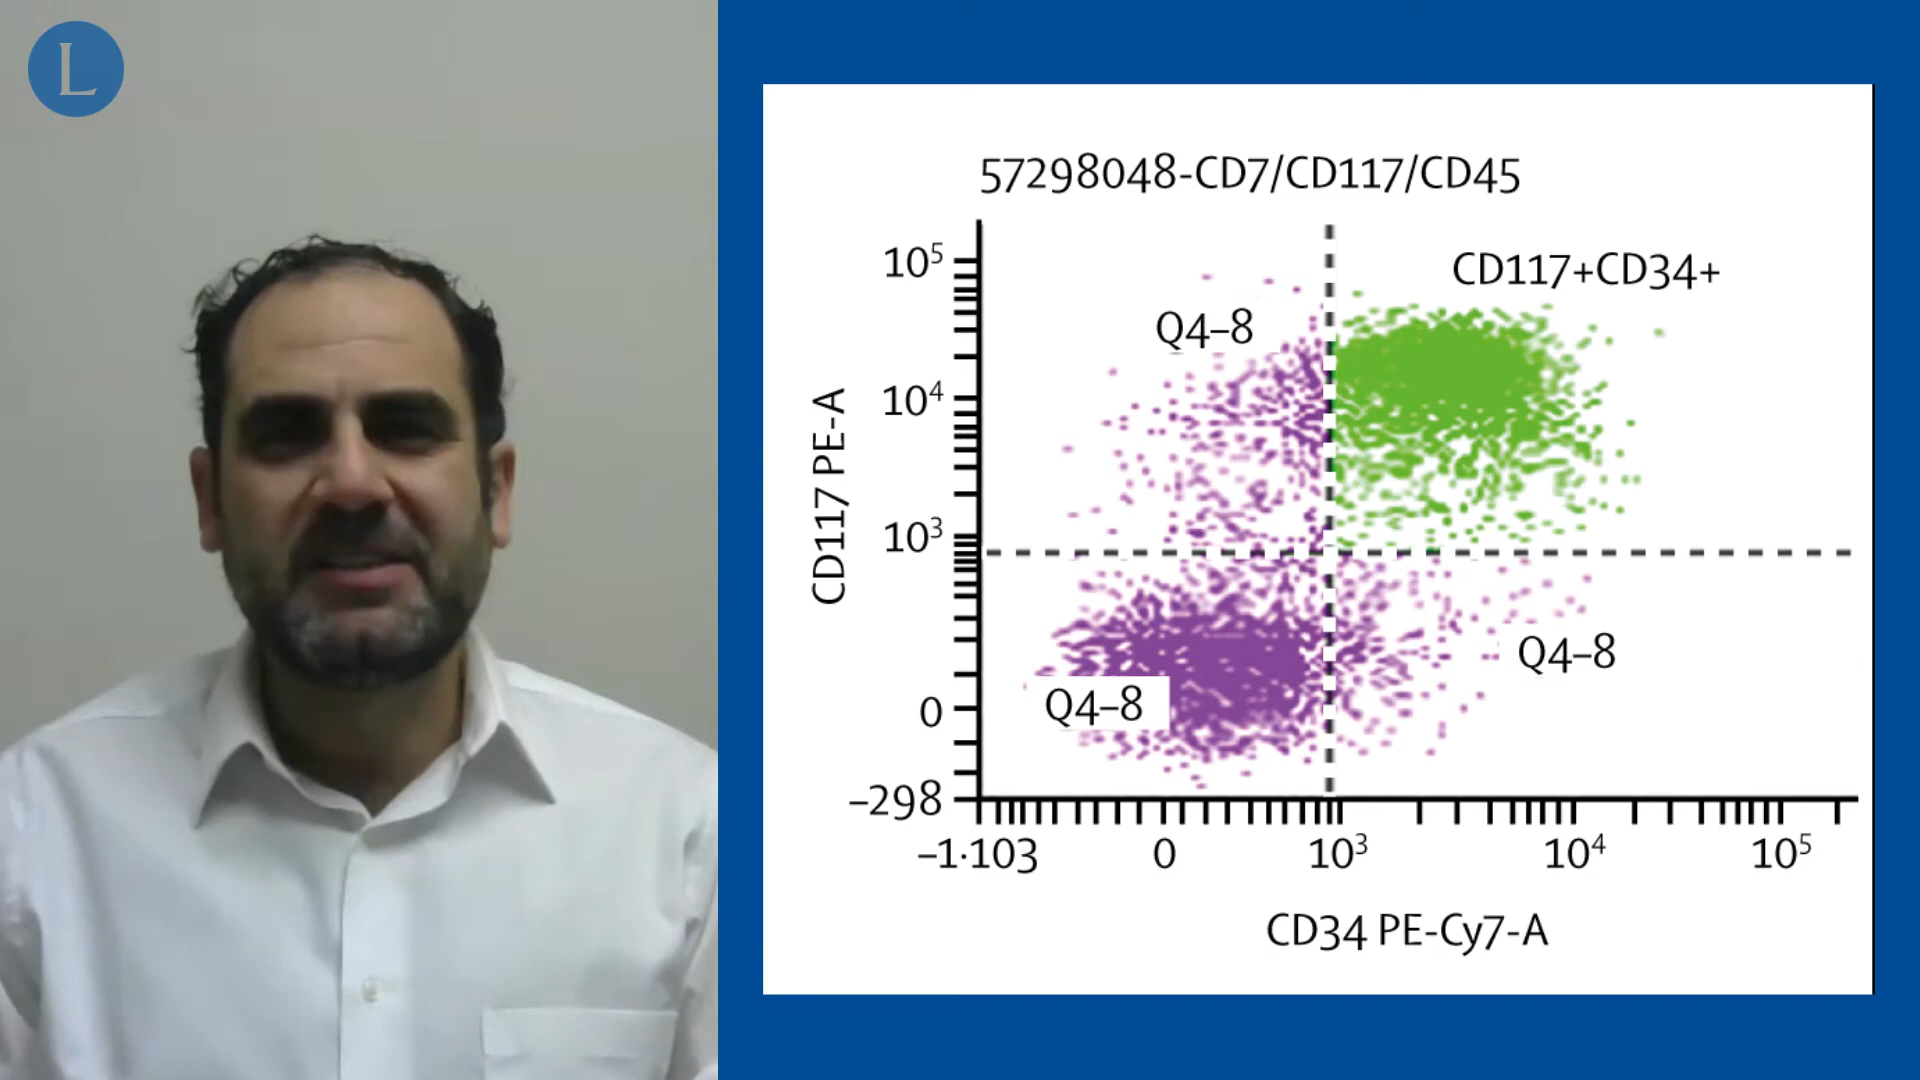 L
57298048-CD7/CD117/CD45
10⁵
CD117+CD34+
Q4–8
10⁴
CD117 PE-A
10³
Q4–8
Q4–8
0
–298
–1·103 0 10³ 10⁴ 10⁵
CD34 PE-Cy7-A